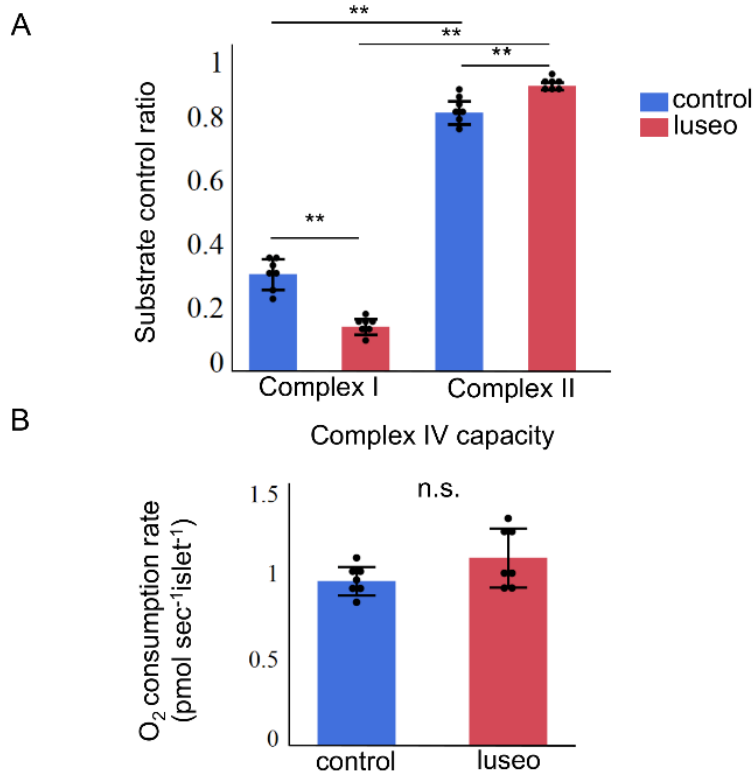 A
**
**
**
**
Substrate control ratio
1
0.8
0.6
0.4
0.2
0
Complex I
Complex II
control
luseo
B
Complex IV capacity
n.s.
O₂ consumption rate
(pmol sec⁻¹islet⁻¹)
1.5
1
0.5
0
control
luseo